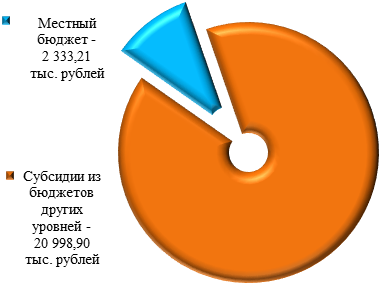 Местный
бюджет -
2 333,21
тыс. рублей
Субсидии из
бюджетов
других
уровней -
20 998,90
тыс. рублей